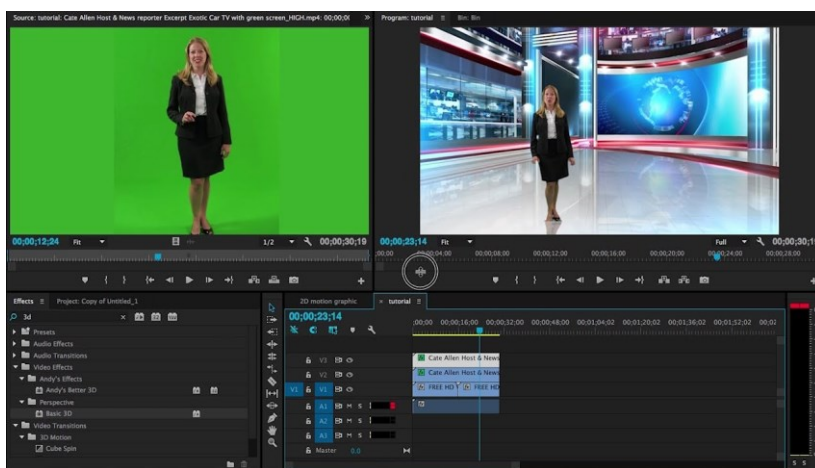 Source: tutorial: Cate Allen Host & News reporter Excerpt Exotic Car TV with green screen_HIGH.mp4: 00;00;0( »
Program: tutorial ≡ Bin: Bin
00;00;12;24 Fit 1/2 00;00;30;19
00;00;23;14 Fit Full 00;00;30;1
;00;00 00;00;04;00 00;00;08;00 00;00;12;00 00;00;16;00 00;00;20;00 00;00;24;00 00;00;28;00
Effects ≡ Project: Copy of Untitled_1
3d ×
Presets
Audio Effects
Audio Transitions
Video Effects
Andy's Effects
Andy's Better 3D
Perspective
Basic 3D
Video Transitions
3D Motion
Cube Spin
2D motion graphic × tutorial ≡
00;00;23;14
;00;00 00;00;16;00 00;00;32;00 00;00;48;00 00;01;04;02 00;01;20;02 00;01;36;02 00;01;52;02 00;02
V3 Cate Allen Host & News
V2 Cate Allen Host & News
V1 V1 FREE HD FREE HD
A1 M S
A2 M S
A3 M S
Master 0.0
S S